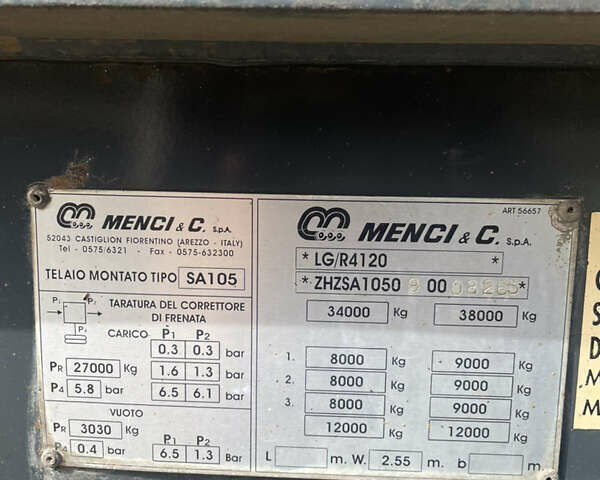 MENCI & C. S.p.A.
52043 CASTIGLION FIORENTINO (AREZZO - ITALY)
Tel - 0575/6321 - Fax - 0575-632300
TELAIO MONTATO TIPO SA105
TARATURA DEL CORRETTORE
DI FRENATA
P1 P2
CARICO 0.3 0.3 bar
PR 27000 Kg 1.6 1.3 bar
P4 5.8 bar 6.5 6.1 bar
VUOTO
PR 3030 Kg P1 P2
P4 0.4 bar 6.5 1.3 bar
ART 56657
MENCI & C. S.p.A.
* LG/R4120 *
* ZHZSA1050 00 *
34000 Kg 38000 Kg
1. 8000 Kg 9000 Kg
2. 8000 Kg 9000 Kg
3. 8000 Kg 9000 Kg
12000 Kg 12000 Kg
L m. W. 2.55 m. b m.